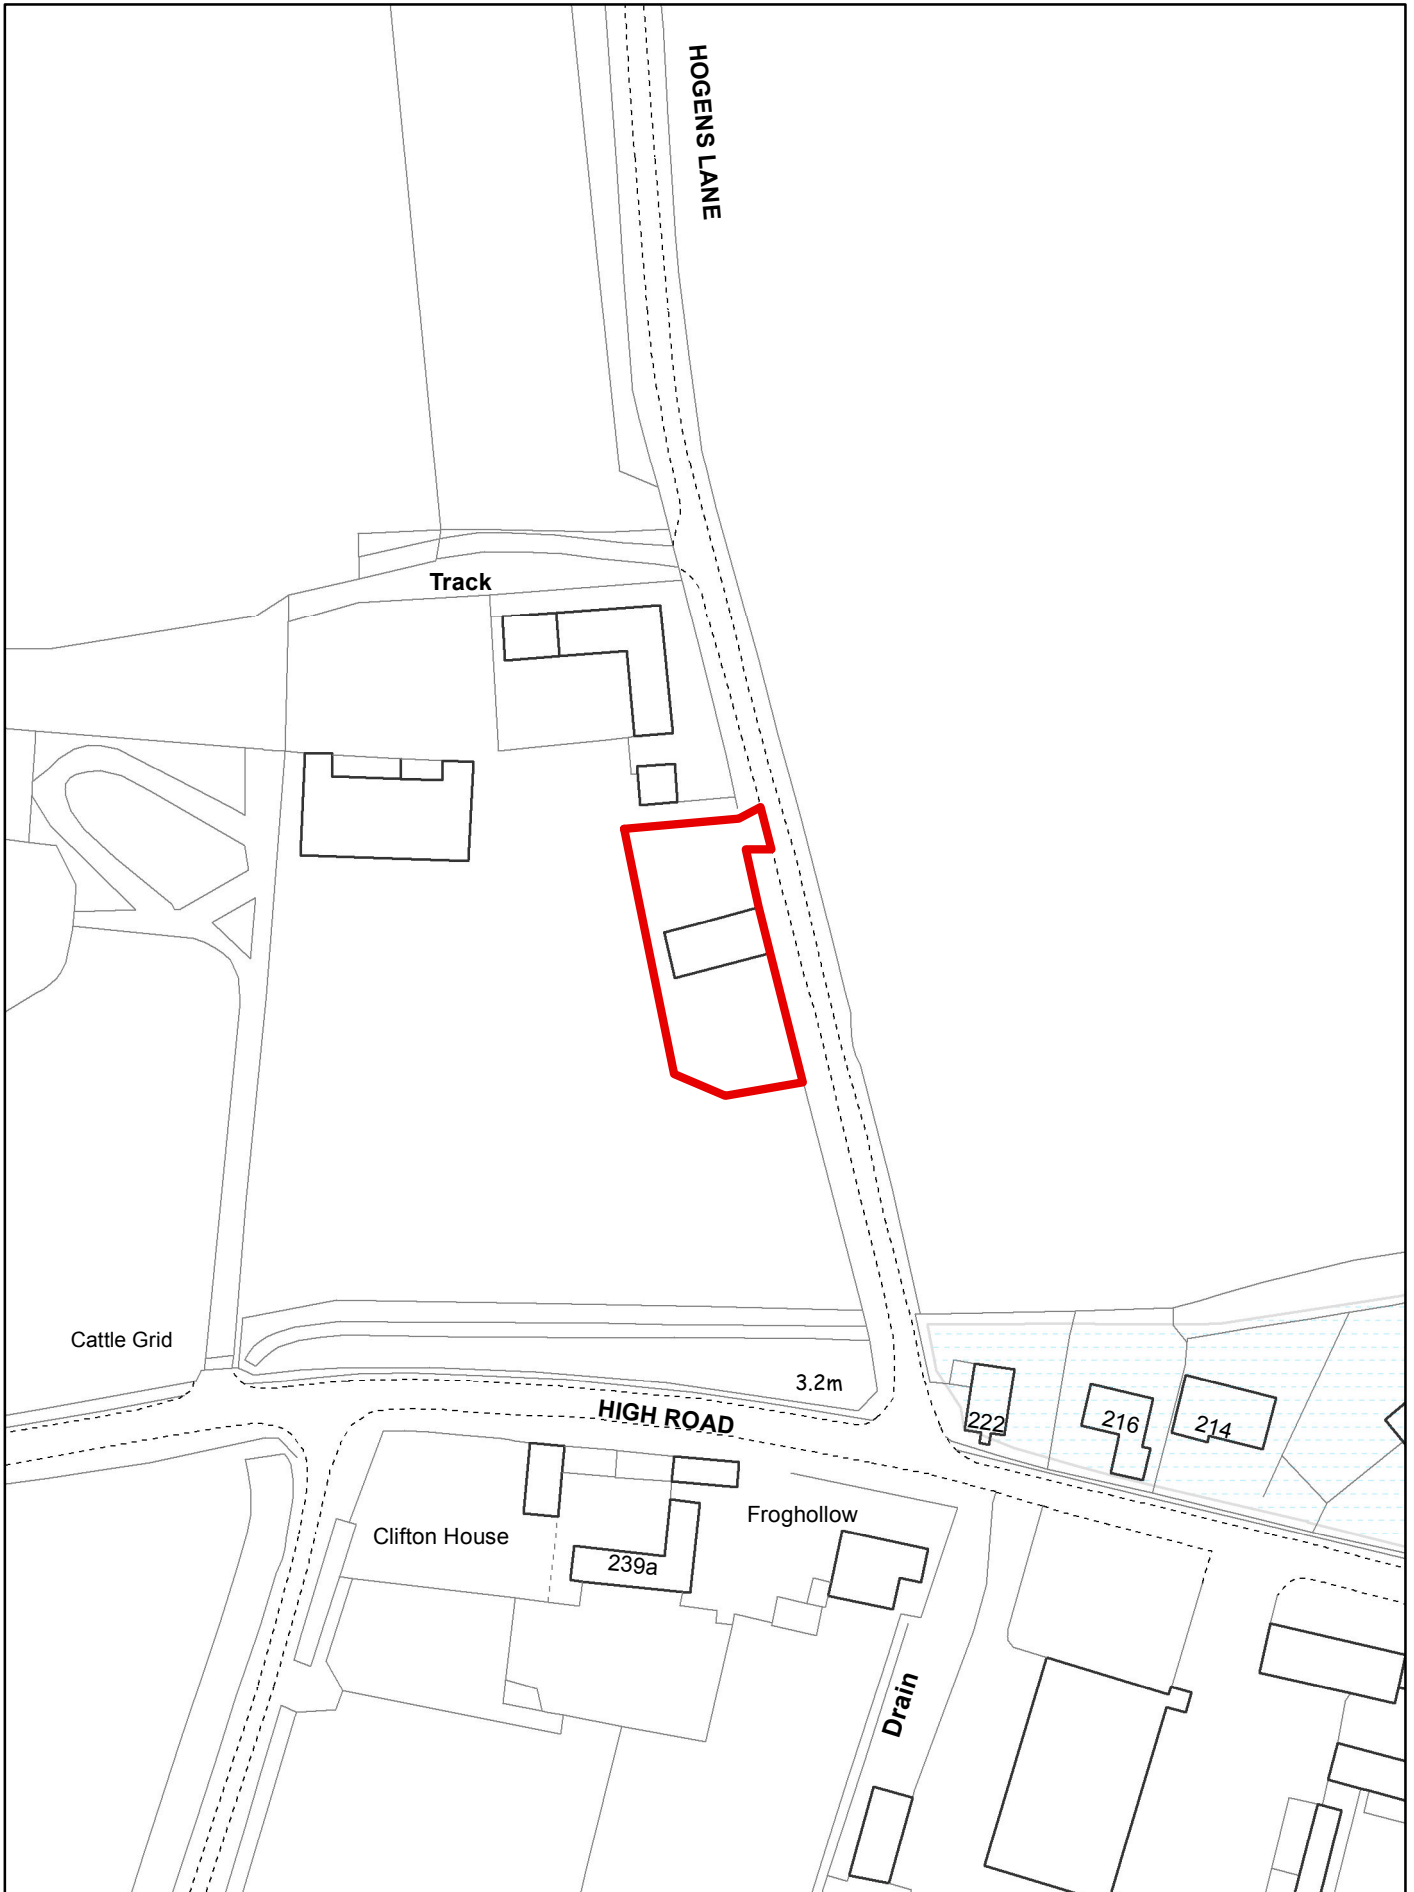 HOGENS LANE
Track
Cattle Grid
3.2m
HIGH ROAD
222
216
214
Clifton House
Froghollow
239a
Drain